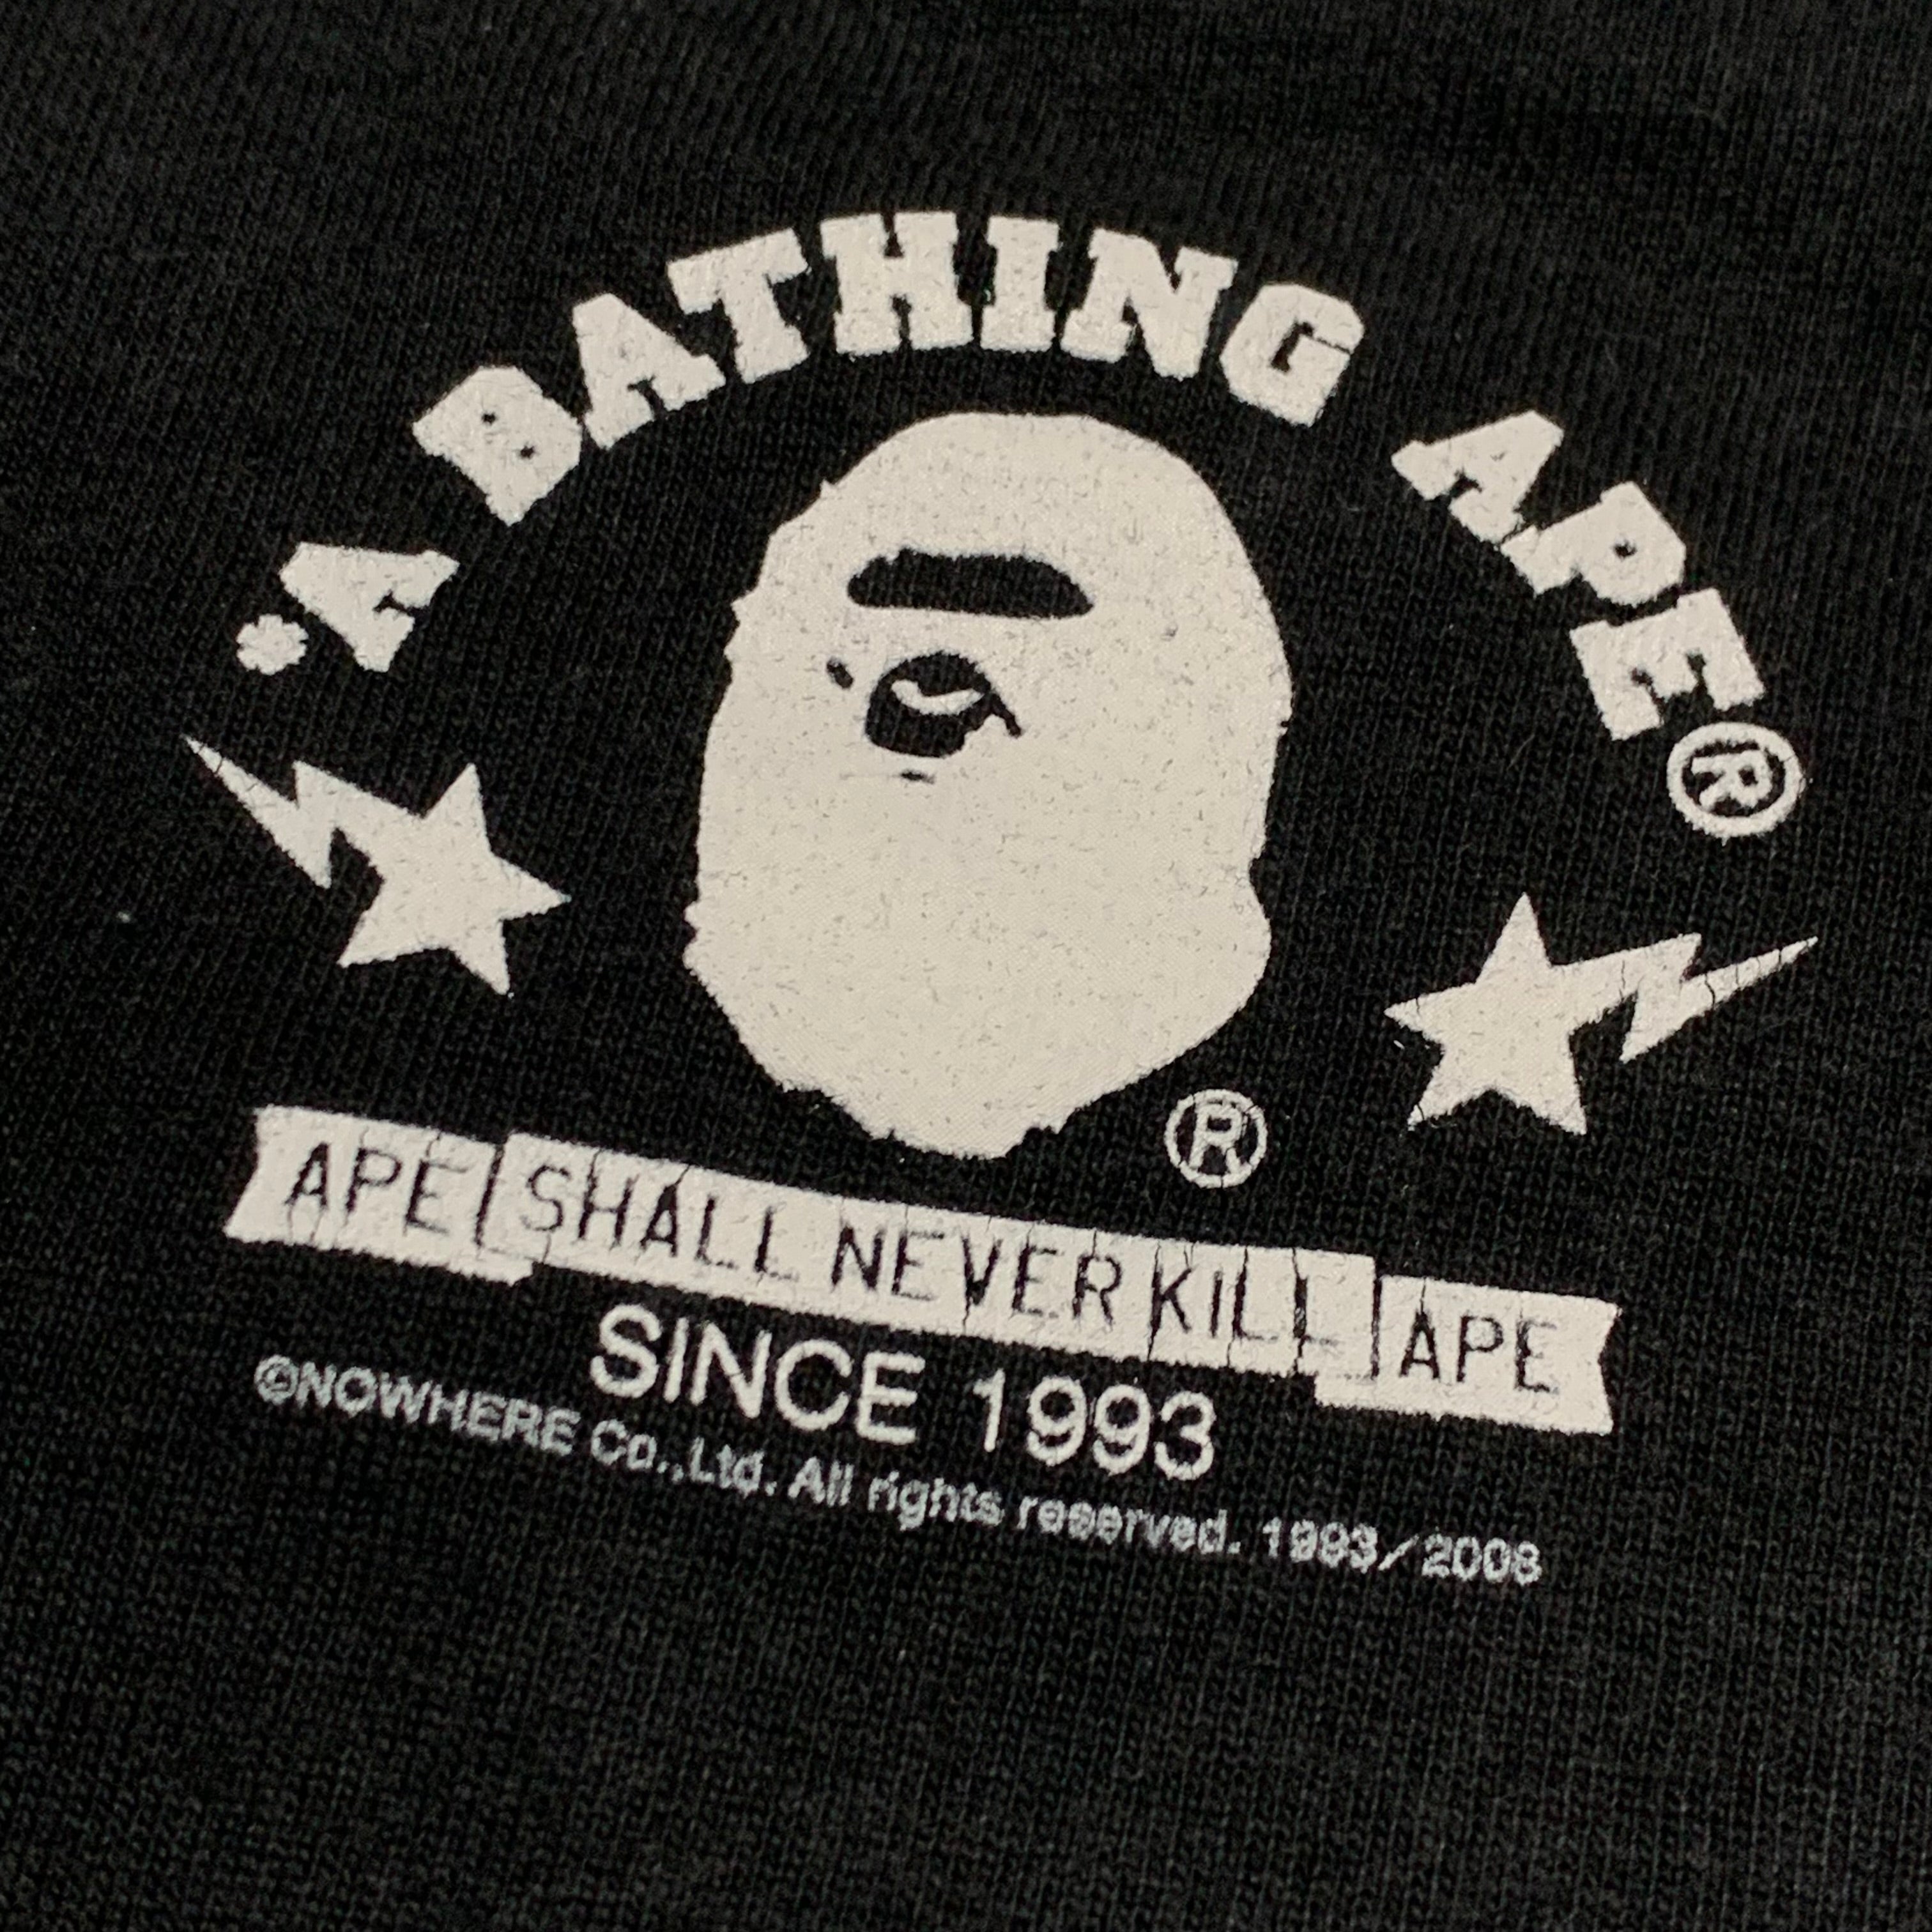 *A BATHING APE®
®
APE SHALL NEVER KILL APE
SINCE 1993
©NOWHERE Co.,Ltd. All rights reserved. 1993/2008